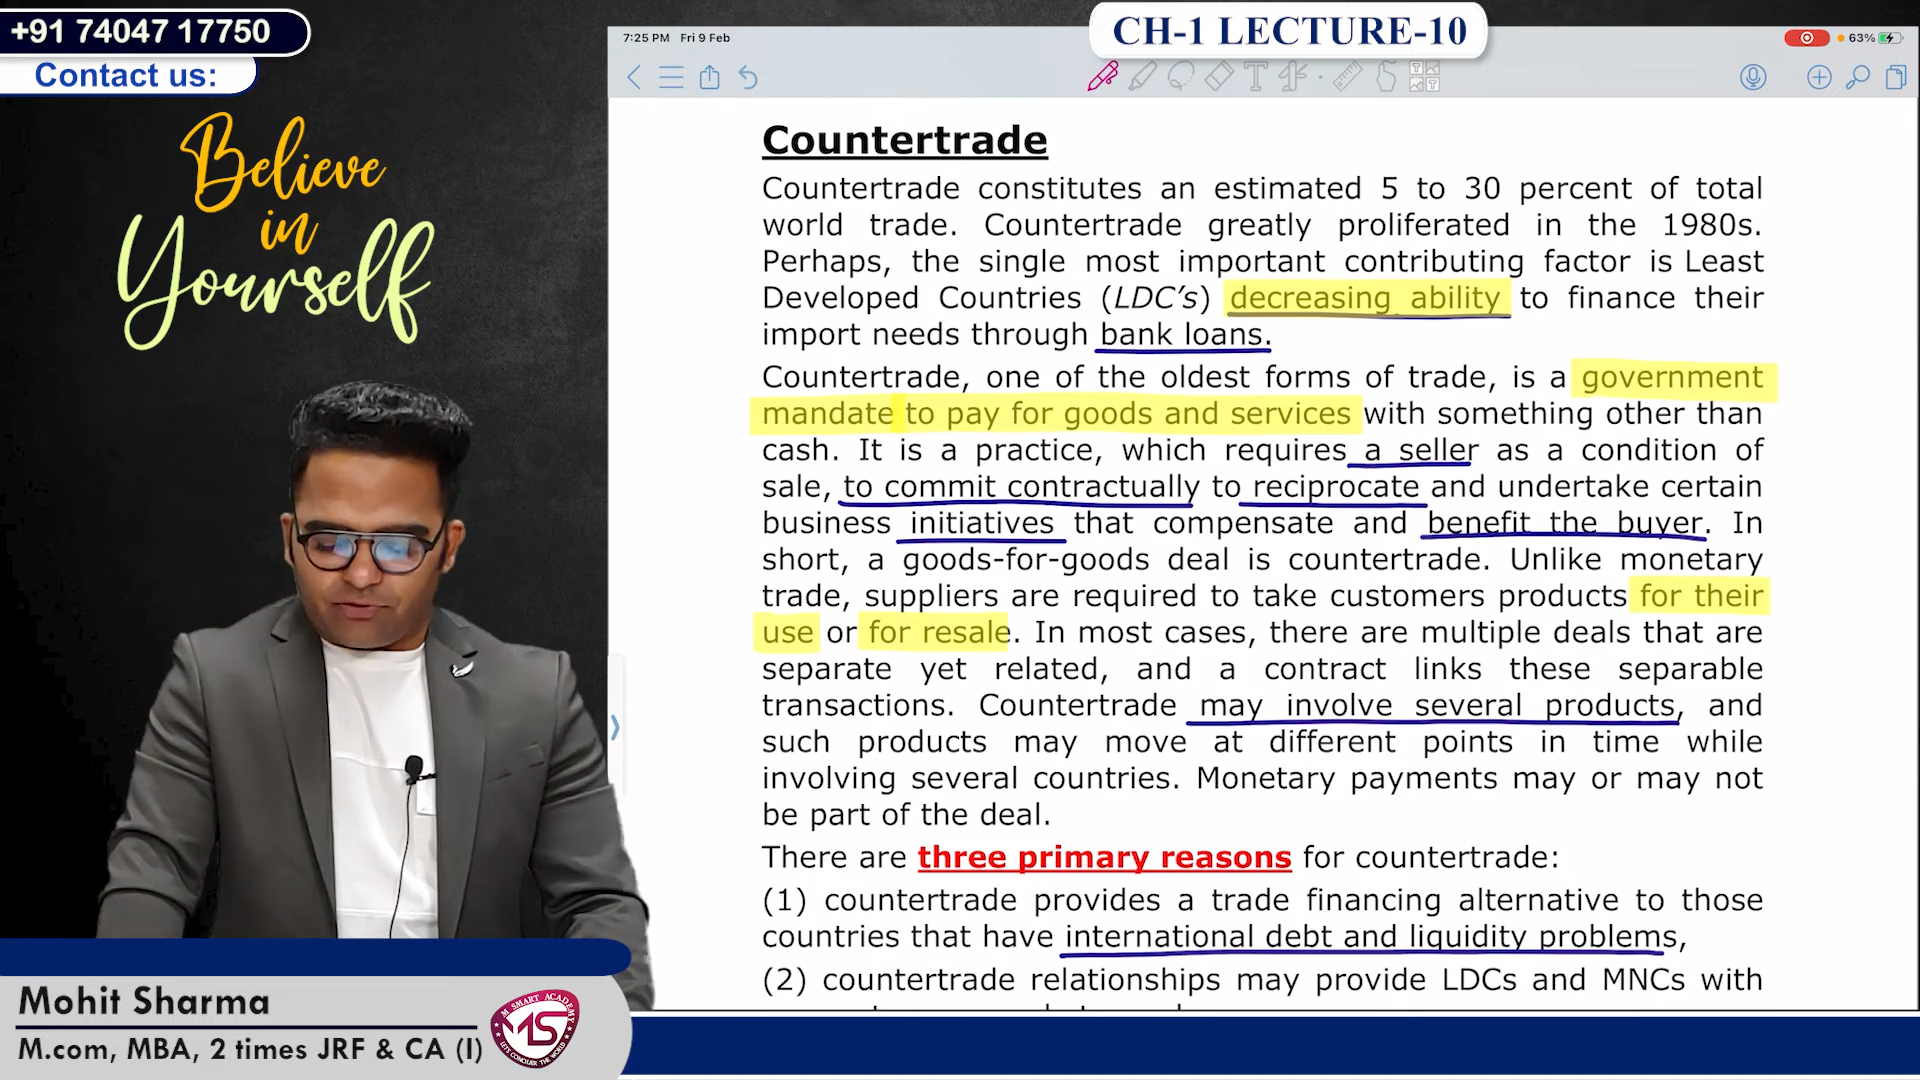 +91 74047 17750
Contact us:
Believe
in
Yourself
CH-1 LECTURE-10
7:25 PM Fri 9 Feb
63%
Countertrade
Countertrade constitutes an estimated 5 to 30 percent of total
world trade. Countertrade greatly proliferated in the 1980s.
Perhaps, the single most important contributing factor is Least
Developed Countries (LDC's) decreasing ability to finance their
import needs through bank loans.
Countertrade, one of the oldest forms of trade, is a government
mandate to pay for goods and services with something other than
cash. It is a practice, which requires a seller as a condition of
sale, to commit contractually to reciprocate and undertake certain
business initiatives that compensate and benefit the buyer. In
short, a goods-for-goods deal is countertrade. Unlike monetary
trade, suppliers are required to take customers products for their
use or for resale. In most cases, there are multiple deals that are
separate yet related, and a contract links these separable
transactions. Countertrade may involve several products, and
such products may move at different points in time while
involving several countries. Monetary payments may or may not
be part of the deal.
There are three primary reasons for countertrade:
(1) countertrade provides a trade financing alternative to those
countries that have international debt and liquidity problems,
(2) countertrade relationships may provide LDCs and MNCs with
Mohit Sharma
M.com, MBA, 2 times JRF & CA (I)
M SMART ACADEMY
MS
LET'S CONQUER THE WORLD